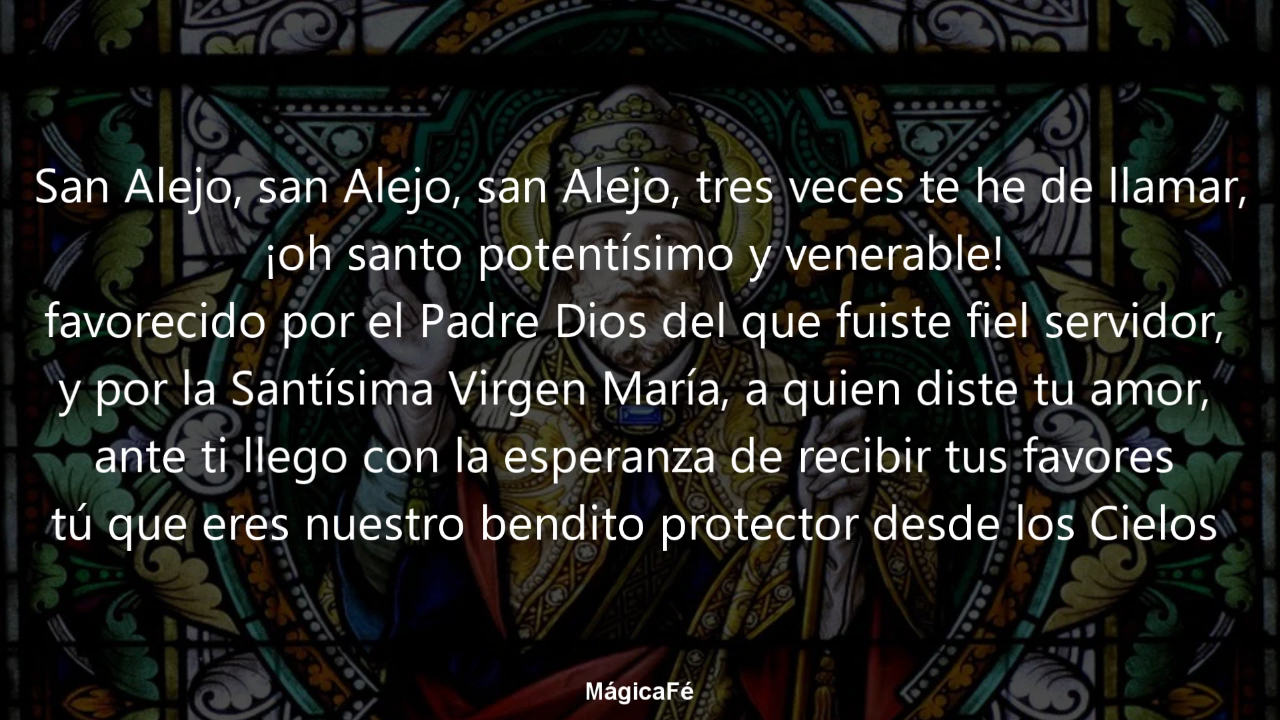 San Alejo, san Alejo, san Alejo, tres veces te he de llamar,
¡oh santo potentísimo y venerable!
favorecido por el Padre Dios del que fuiste fiel servidor,
y por la Santísima Virgen María, a quien diste tu amor,
ante ti llego con la esperanza de recibir tus favores
tú que eres nuestro bendito protector desde los Cielos
MágicaFé